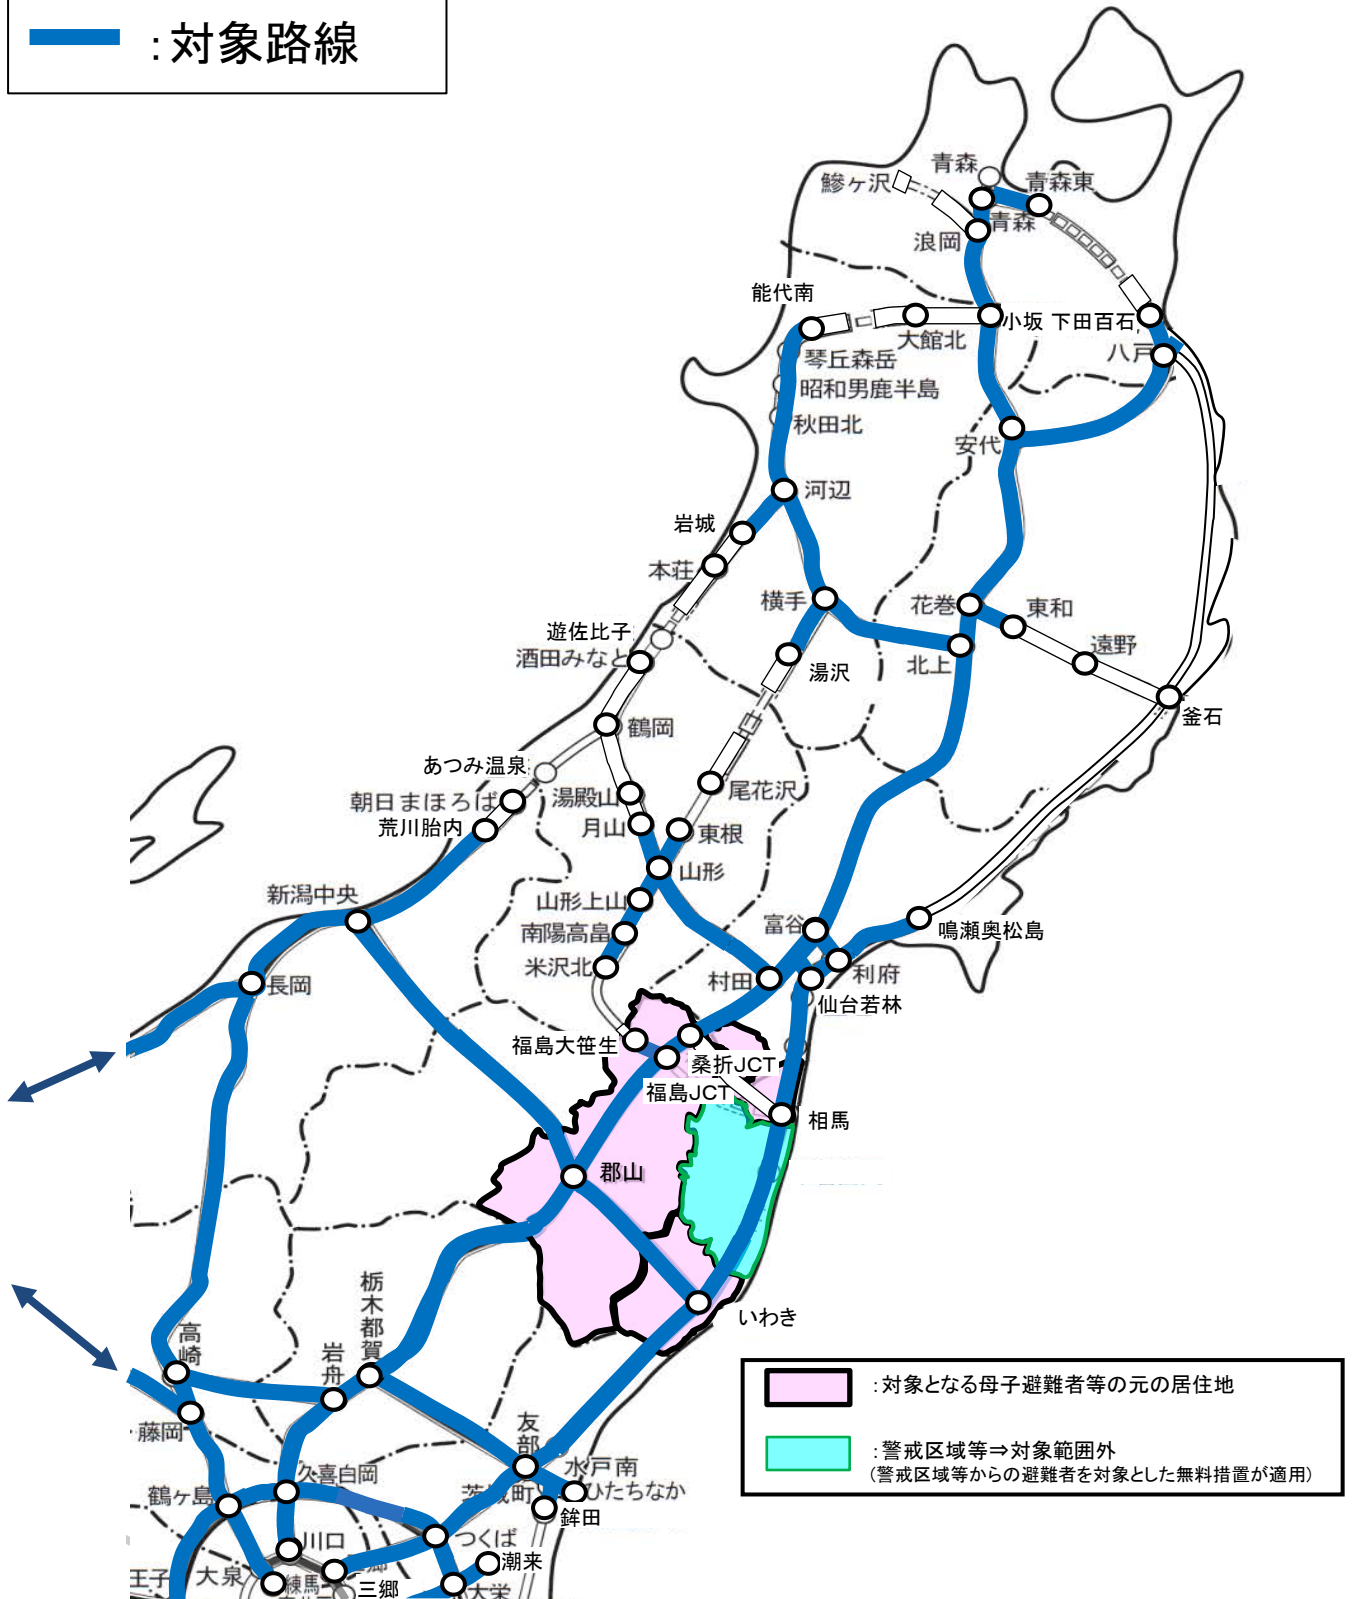 :対象路線
青森
青森東
鰺ヶ沢
青森
浪岡
能代南
小坂
下田百石
大館北
八戸
琴丘森岳
昭和男鹿半島
秋田北
安代
河辺
岩城
本荘
横手
花巻
東和
遊佐比子
酒田みなと
北上
遠野
湯沢
釜石
鶴岡
あつみ温泉
朝日まほろば
湯殿山
尾花沢
荒川胎内
月山
東根
山形
新潟中央
山形上山
富谷
鳴瀬奥松島
南陽高畠
米沢北
村田
利府
長岡
仙台若林
福島大笹生
桑折JCT
福島JCT
相馬
郡山
いわき
栃木都賀
高崎
岩舟
:対象となる母子避難者等の元の居住地
藤岡
友部
:警戒区域等⇒対象範囲外
(警戒区域等からの避難者を対象とした無料措置が適用)
久喜白岡
水戸南
鶴ヶ島
茨城町
ひたちなか
鉾田
川口
つくば
潮来
王子
大泉
練馬
三郷
大栄